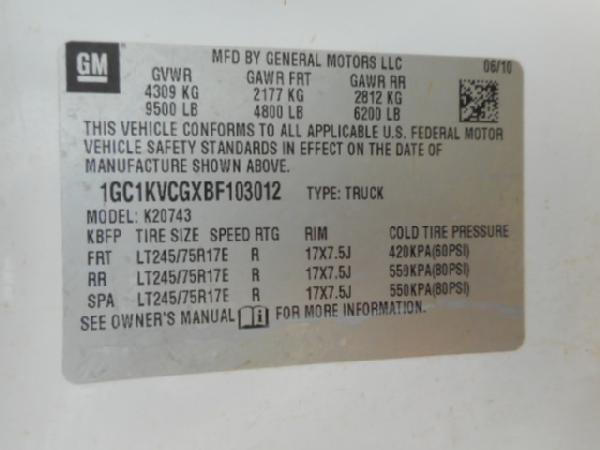 GM
MFD BY GENERAL MOTORS LLC 06/10
GVWR GAWR FRT GAWR RR
4309 KG 2177 KG 2812 KG
9500 LB 4800 LB 6200 LB
THIS VEHICLE CONFORMS TO ALL APPLICABLE U.S. FEDERAL MOTOR
VEHICLE SAFETY STANDARDS IN EFFECT ON THE DATE OF
MANUFACTURE SHOWN ABOVE.
1GC1KVCGXBF103012 TYPE: TRUCK
MODEL: K20743
KBFP TIRE SIZE SPEED RTG RIM COLD TIRE PRESSURE
FRT LT245/75R17E R 17X7.5J 420KPA(60PSI)
RR LT245/75R17E R 17X7.5J 550KPA(80PSI)
SPA LT245/75R17E R 17X7.5J 550KPA(80PSI)
SEE OWNER'S MANUAL i FOR MORE INFORMATION.